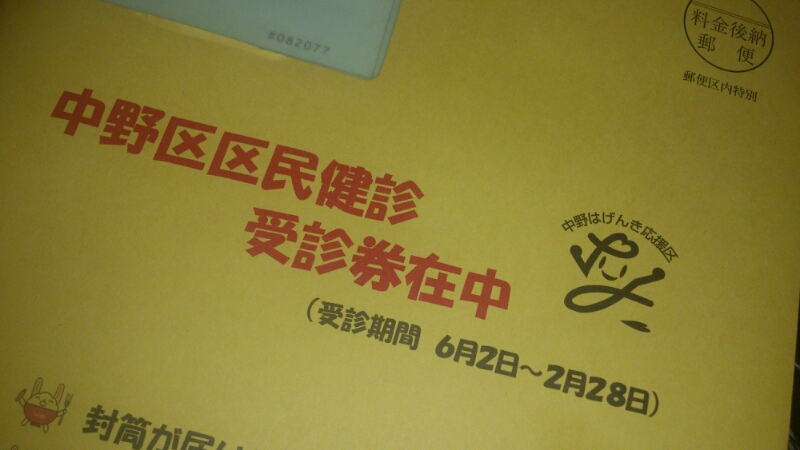 #082077
料金後納
郵便
郵便区内特別
中野区区民健診
受診券在中
(受診期間 6月2日～2月28日)
中野はげんき応援区
封筒が届け